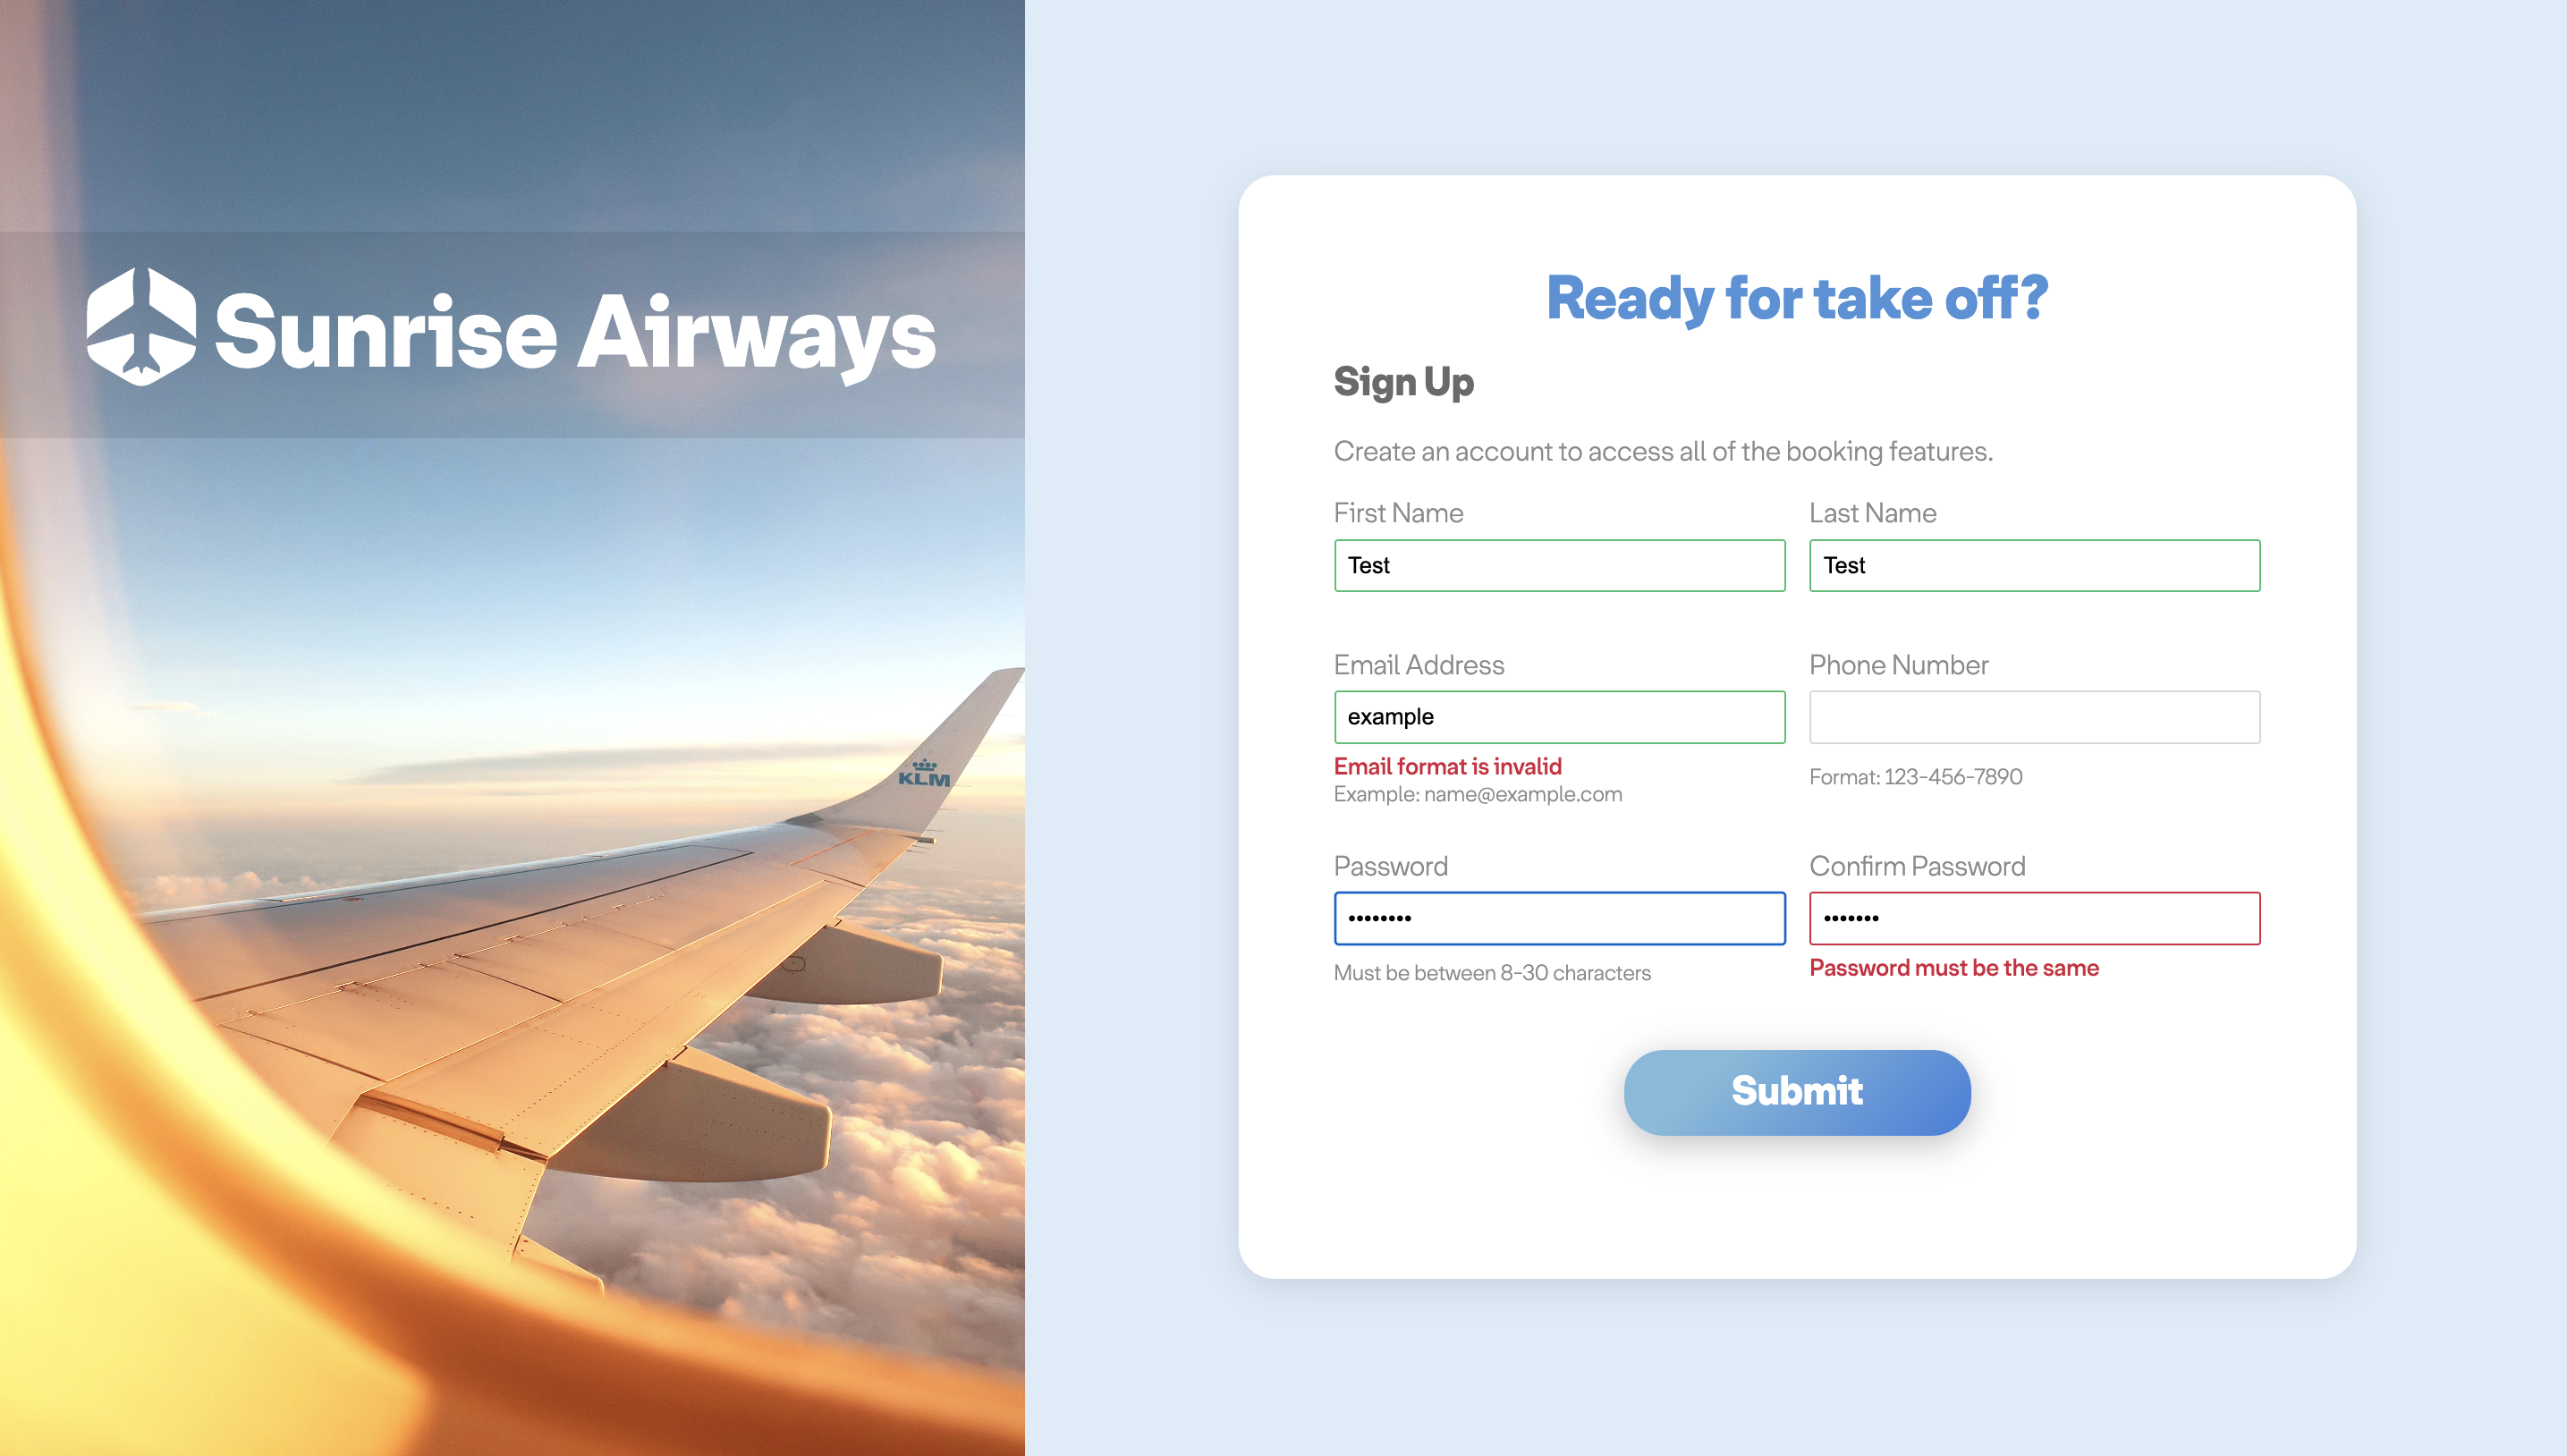 Sunrise Airways
KLM
Ready for take off?
Sign Up
Create an account to access all of the booking features.
First Name
Last Name
Test
Test
Email Address
Phone Number
example
Email format is invalid
Example: name@example.com
Format: 123-456-7890
Password
Confirm Password
••••••••
•••••••
Must be between 8-30 characters
Password must be the same
Submit